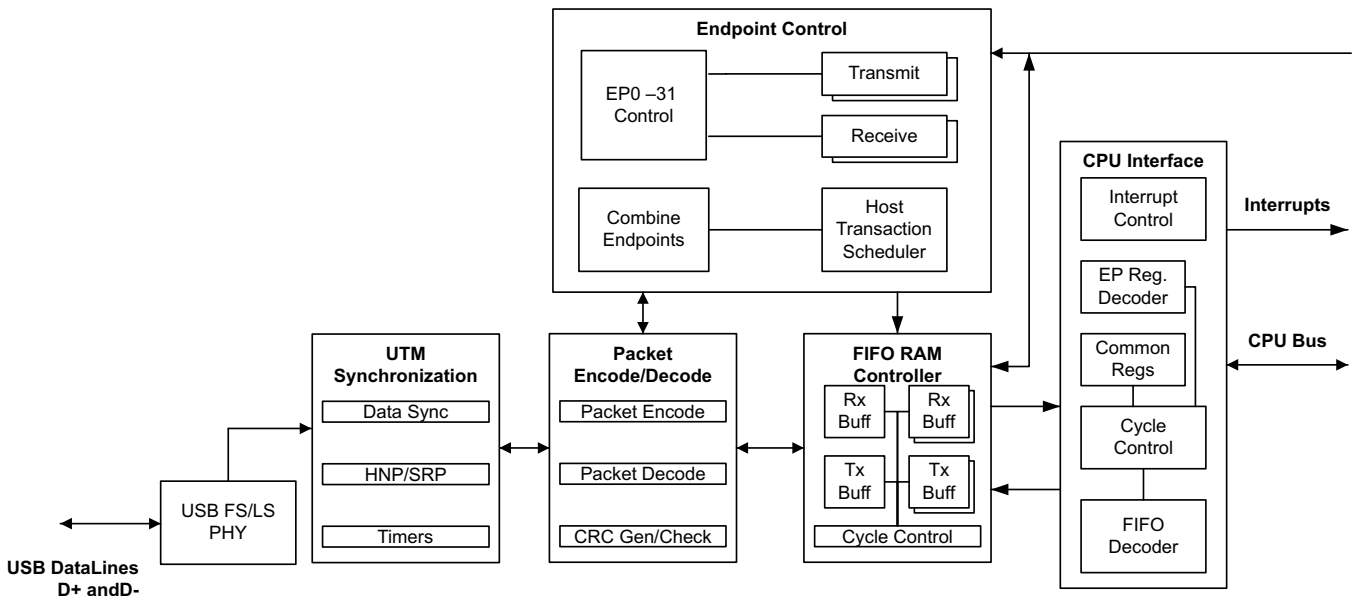 Endpoint Control
EP0 –31
Control
Transmit
Receive
Combine
Endpoints
Host
Transaction
Scheduler
CPU Interface
Interrupt
Control
Interrupts
EP Reg.
Decoder
Common
Regs
CPU Bus
Cycle
Control
FIFO
Decoder
UTM
Synchronization
Data Sync
HNP/SRP
Timers
Packet
Encode/Decode
Packet Encode
Packet Decode
CRC Gen/Check
FIFO RAM
Controller
Rx
Buff
Rx
Buff
Tx
Buff
Tx
Buff
Cycle Control
USB FS/LS
PHY
USB DataLines
D+ andD-